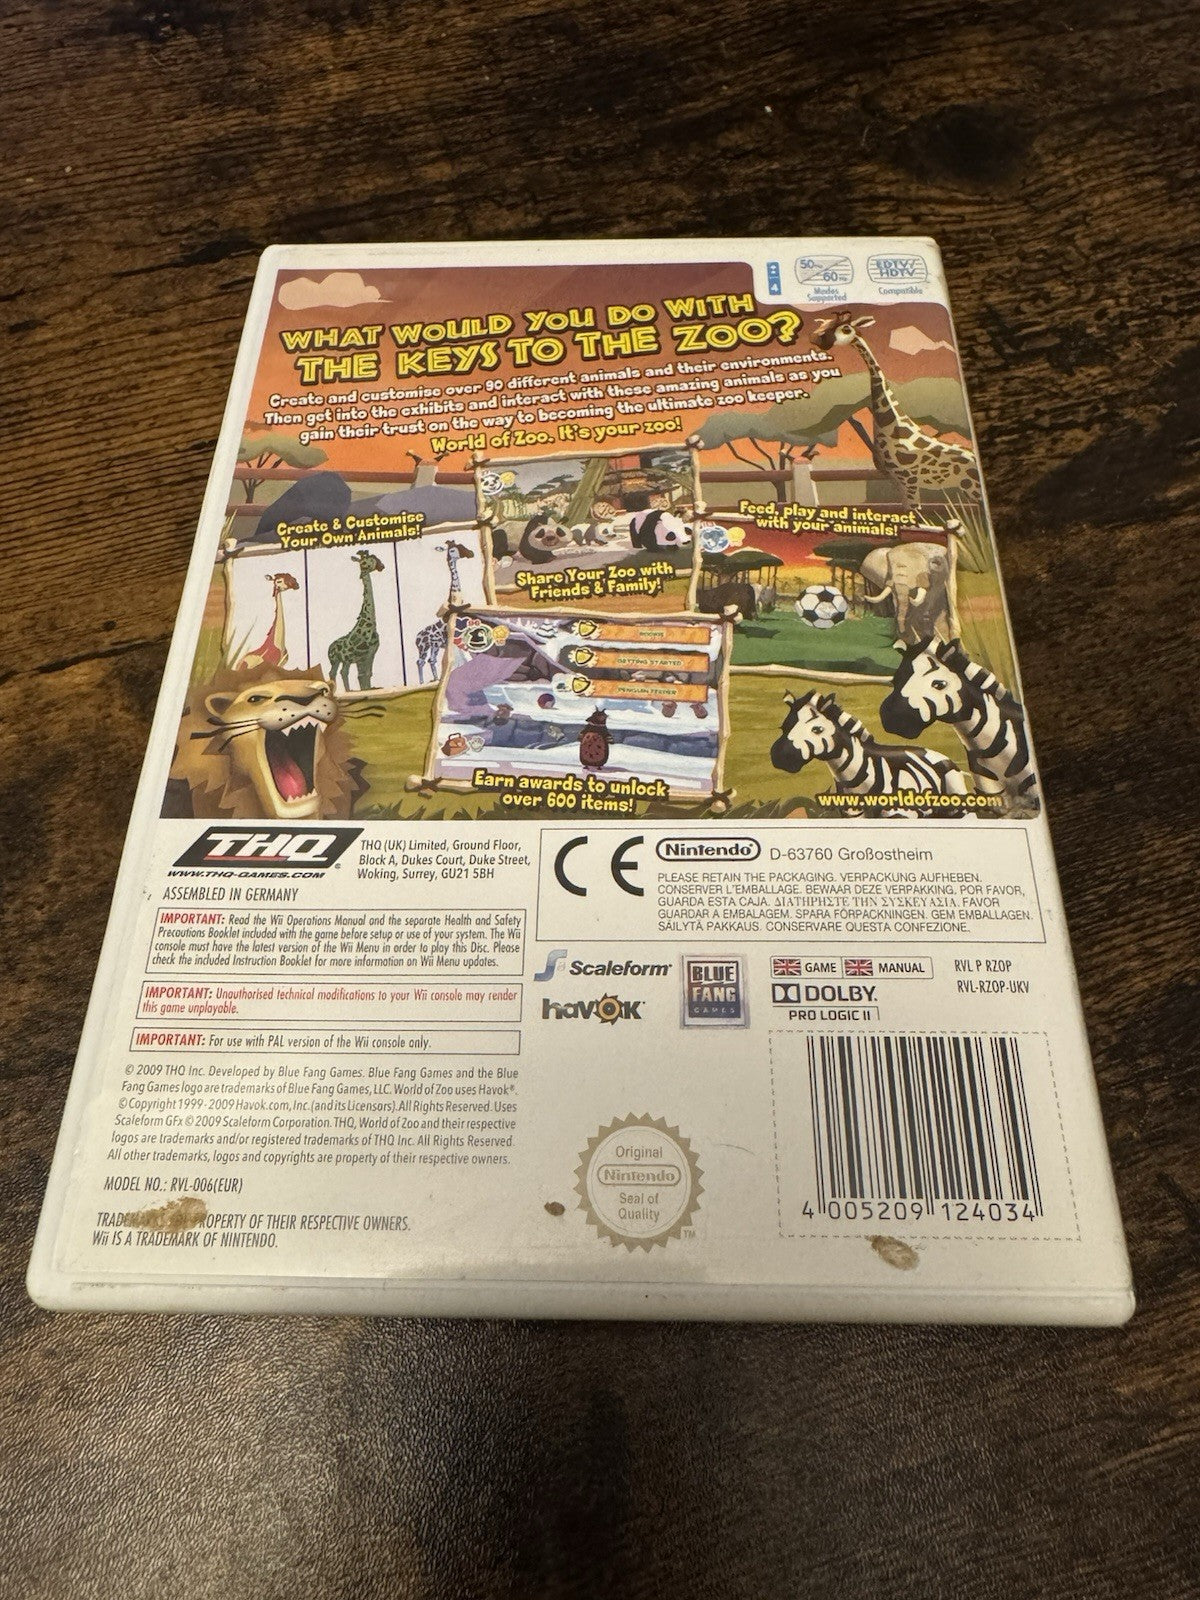 4
50Hz
60Hz
Modes
Supported
EDTV/
HDTV
Compatible
WHAT WOULD YOU DO WITH
THE KEYS TO THE ZOO?
Create and customise over 90 different animals and their environments.
Then get into the exhibits and interact with these amazing animals as you
gain their trust on the way to becoming the ultimate zoo keeper.
World of Zoo. It's your zoo!
Create & Customise
Your Own Animals!
Share Your Zoo with
Friends & Family!
Feed, play and interact
with your animals!
ROOKIE
GETTING STARTED
PENGUIN FEEDER
Earn awards to unlock
over 600 items!
www.worldofzoo.com
THQ
WWW.THQ-GAMES.COM
THQ (UK) Limited, Ground Floor,
Block A, Dukes Court, Duke Street,
Woking, Surrey, GU21 5BH
ASSEMBLED IN GERMANY
IMPORTANT: Read the Wii Operations Manual and the separate Health and Safety
Precautions Booklet included with the game before setup or use of your system. The Wii
console must have the latest version of the Wii Menu in order to play this Disc. Please
check the included Instruction Booklet for more information on Wii Menu updates.
IMPORTANT: Unauthorised technical modifications to your Wii console may render
this game unplayable.
IMPORTANT: For use with PAL version of the Wii console only.
© 2009 THQ Inc. Developed by Blue Fang Games. Blue Fang Games and the Blue
Fang Games logo are trademarks of Blue Fang Games, LLC. World of Zoo uses Havok®.
© Copyright 1999-2009 Havok.com, Inc. (and its Licensors). All Rights Reserved. Uses
Scaleform GFx © 2009 Scaleform Corporation. THQ, World of Zoo and their respective
logos are trademarks and/or registered trademarks of THQ Inc. All Rights Reserved.
All other trademarks, logos and copyrights are property of their respective owners.
MODEL NO.: RVL-006(EUR)
PROPERTY OF THEIR RESPECTIVE OWNERS.
Wii IS A TRADEMARK OF NINTENDO.
CE
Nintendo® D-63760 Großostheim
PLEASE RETAIN THE PACKAGING. VERPACKUNG AUFHEBEN.
CONSERVER L'EMBALLAGE. BEWAAR DEZE VERPAKKING. POR FAVOR,
GUARDA ESTA CAJA. ΔΙΑΤΗΡΗΣΤΕ ΤΗΝ ΣΥΣΚΕΥΑΣΙΑ. FAVOR
GUARDAR A EMBALAGEM. SPARA FÖRPACKNINGEN. GEM EMBALLAGEN.
SÄILYTÄ PAKKAUS. CONSERVARE QUESTA CONFEZIONE.
Scaleform
havok
BLUE
FANG
GAMES
GAME
MANUAL
DOLBY
PRO LOGIC II
RVL P RZOP
RVL-RZOP-UKV
Original
Nintendo
Seal of
Quality
TM
4 005209 124034